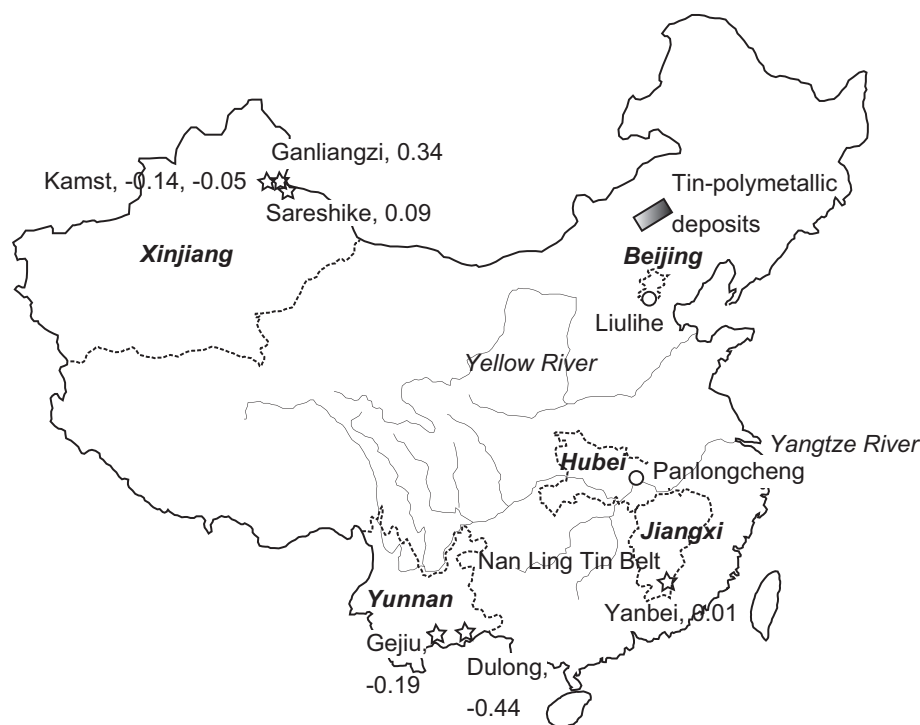 Ganliangzi, 0.34
Kamst, -0.14, -0.05
Sareshike, 0.09
Xinjiang
Tin-polymetallic
deposits
Beijing
Liulihe
Yellow River
Yangtze River
Hubei
Panlongcheng
Jiangxi
Nan Ling Tin Belt
Yunnan
Yanbei, 0.01
Gejiu,
-0.19
Dulong,
-0.44